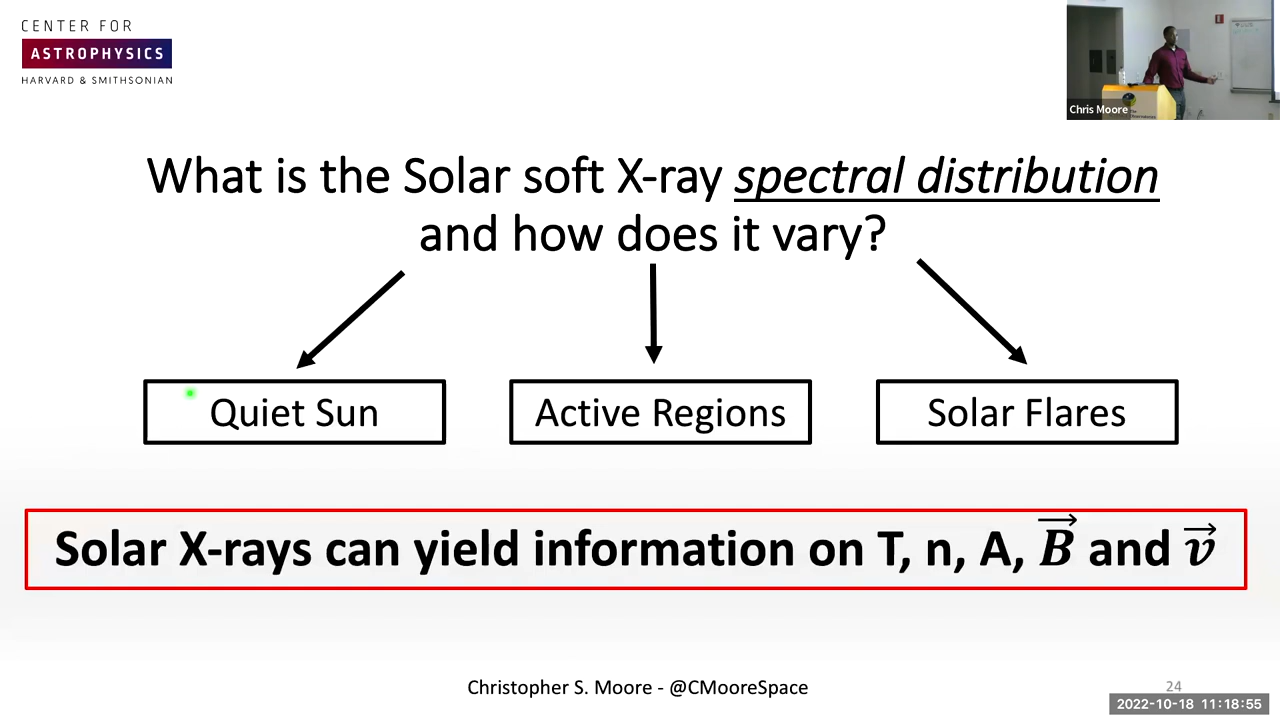 CENTER FOR
ASTROPHYSICS
HARVARD & SMITHSONIAN
Chris Moore
What is the Solar soft X-ray spectral distribution
and how does it vary?
Quiet Sun
Active Regions
Solar Flares
Solar X-rays can yield information on T, n, A, B⃗ and v⃗
Christopher S. Moore - @CMooreSpace
24
2022-10-18 11:18:55